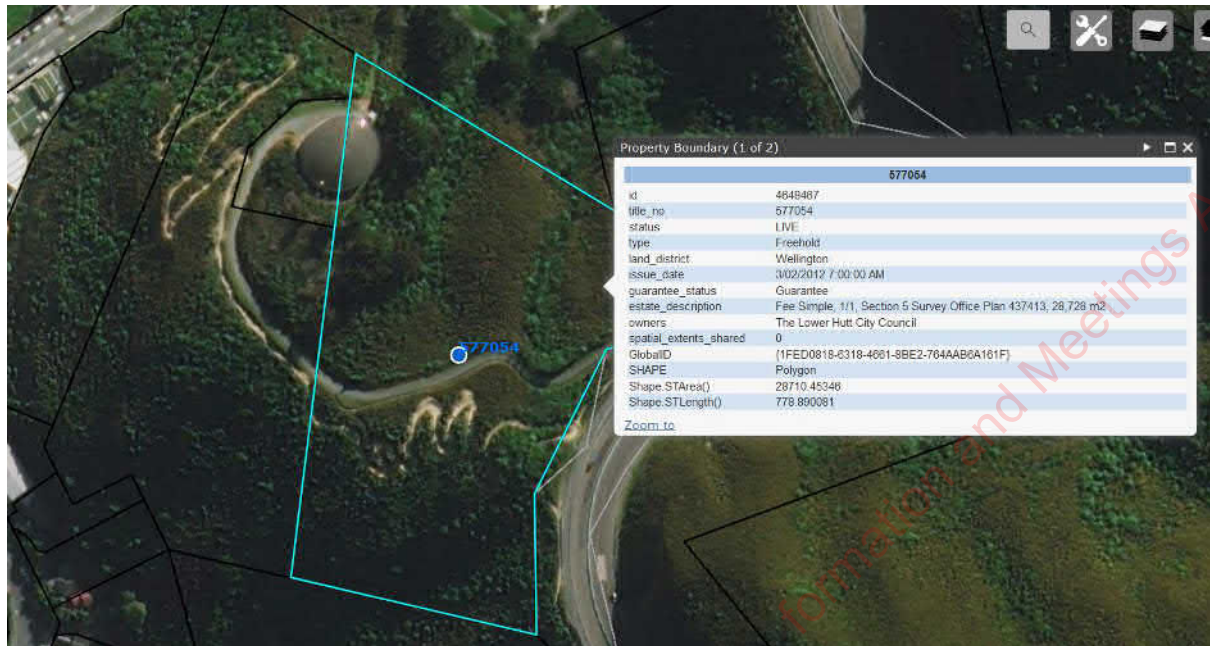 Property Boundary (1 of 2)
577054
id 4649467
title_no 577054
status LIVE
type Freehold
land_district Wellington
issue_date 3/02/2012 7:00:00 AM
guarantee_status Guarantee
estate_description Fee Simple, 1/1, Section 5 Survey Office Plan 437413, 28,728 m2
owners The Lower Hutt City Council
spatial_extents_shared 0
GlobalID {1FED0818-6318-4661-8BE2-764AAB6A161F}
SHAPE Polygon
Shape.STArea() 28710.45346
Shape.STLength() 778.890081
Zoom to
577054
formation and Meetings A